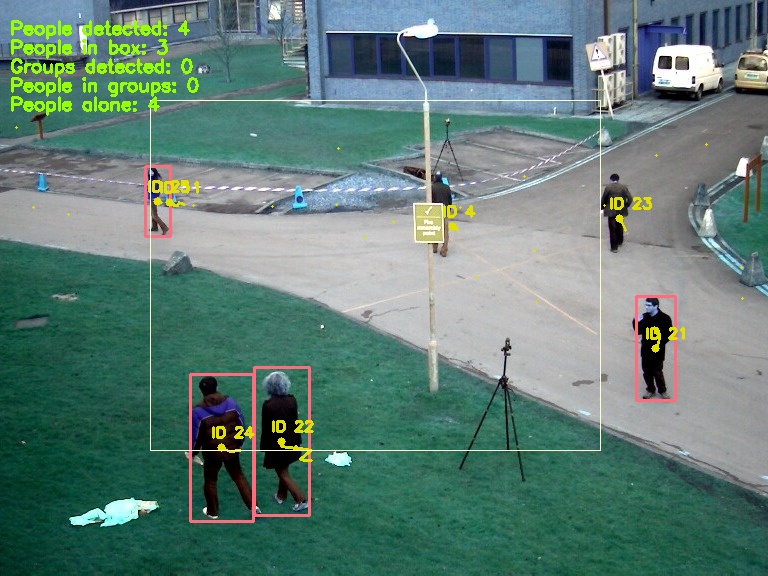 People detected: 4
People in box: 3
Groups detected: 0
People in groups: 0
People alone: 4
ID 4
ID 23
ID 21
ID 24
ID 22